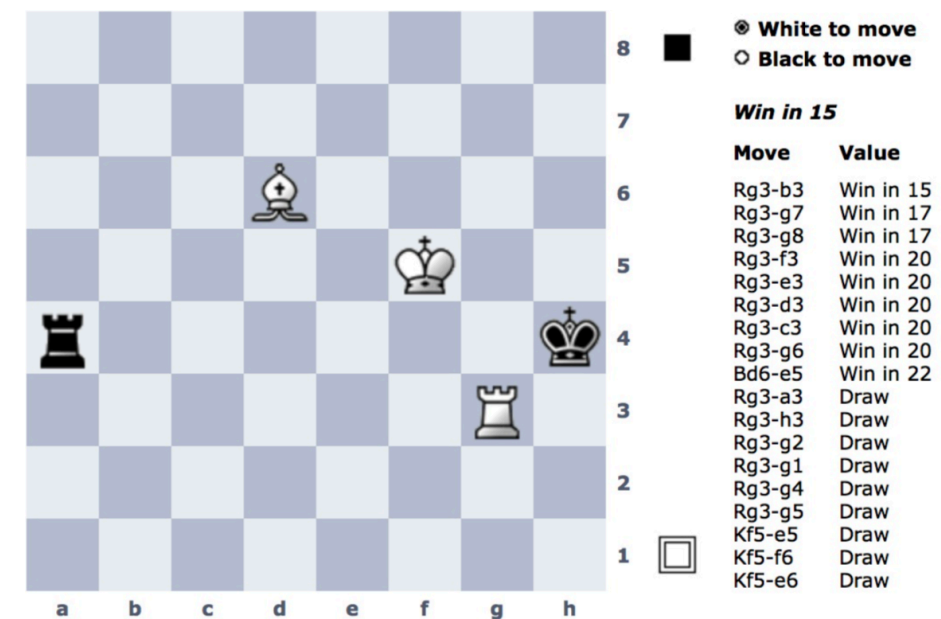 8
7
6
5
4
3
2
1
a b c d e f g h
White to move
Black to move
Win in 15
Move Value
Rg3-b3 Win in 15
Rg3-g7 Win in 17
Rg3-g8 Win in 17
Rg3-f3 Win in 20
Rg3-e3 Win in 20
Rg3-d3 Win in 20
Rg3-c3 Win in 20
Rg3-g6 Win in 20
Bd6-e5 Win in 22
Rg3-a3 Draw
Rg3-h3 Draw
Rg3-g2 Draw
Rg3-g1 Draw
Rg3-g4 Draw
Rg3-g5 Draw
Kf5-e5 Draw
Kf5-f6 Draw
Kf5-e6 Draw